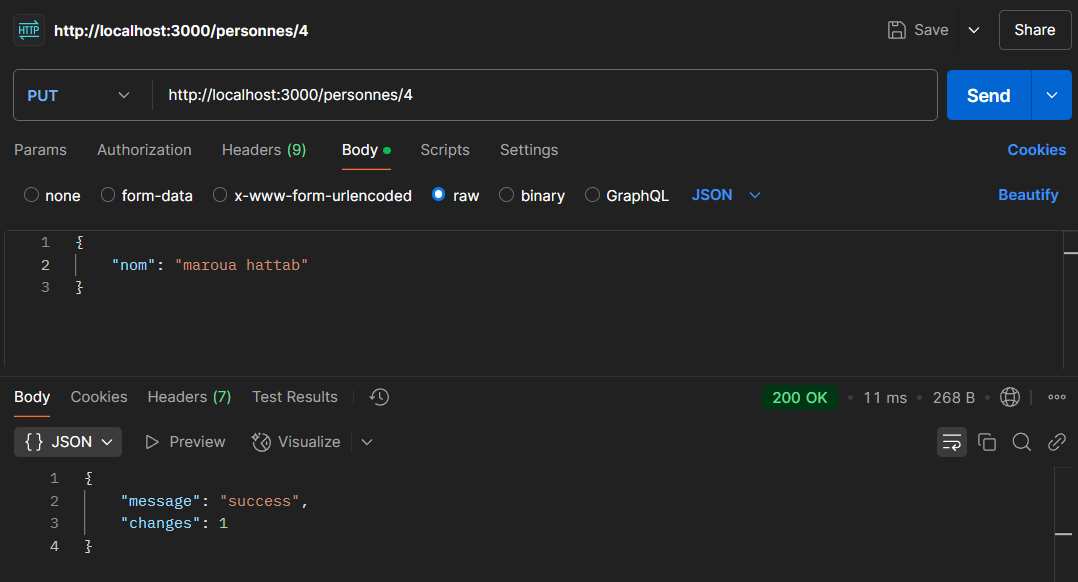 HTTP http://localhost:3000/personnes/4 Save Share
PUT http://localhost:3000/personnes/4 Send
Params Authorization Headers (9) Body Scripts Settings Cookies
none form-data x-www-form-urlencoded raw binary GraphQL JSON Beautify
1 {
2 "nom": "maroua hattab"
3 }
Body Cookies Headers (7) Test Results 200 OK • 11 ms • 268 B •
{} JSON Preview Visualize
1 {
2 "message": "success",
3 "changes": 1
4 }